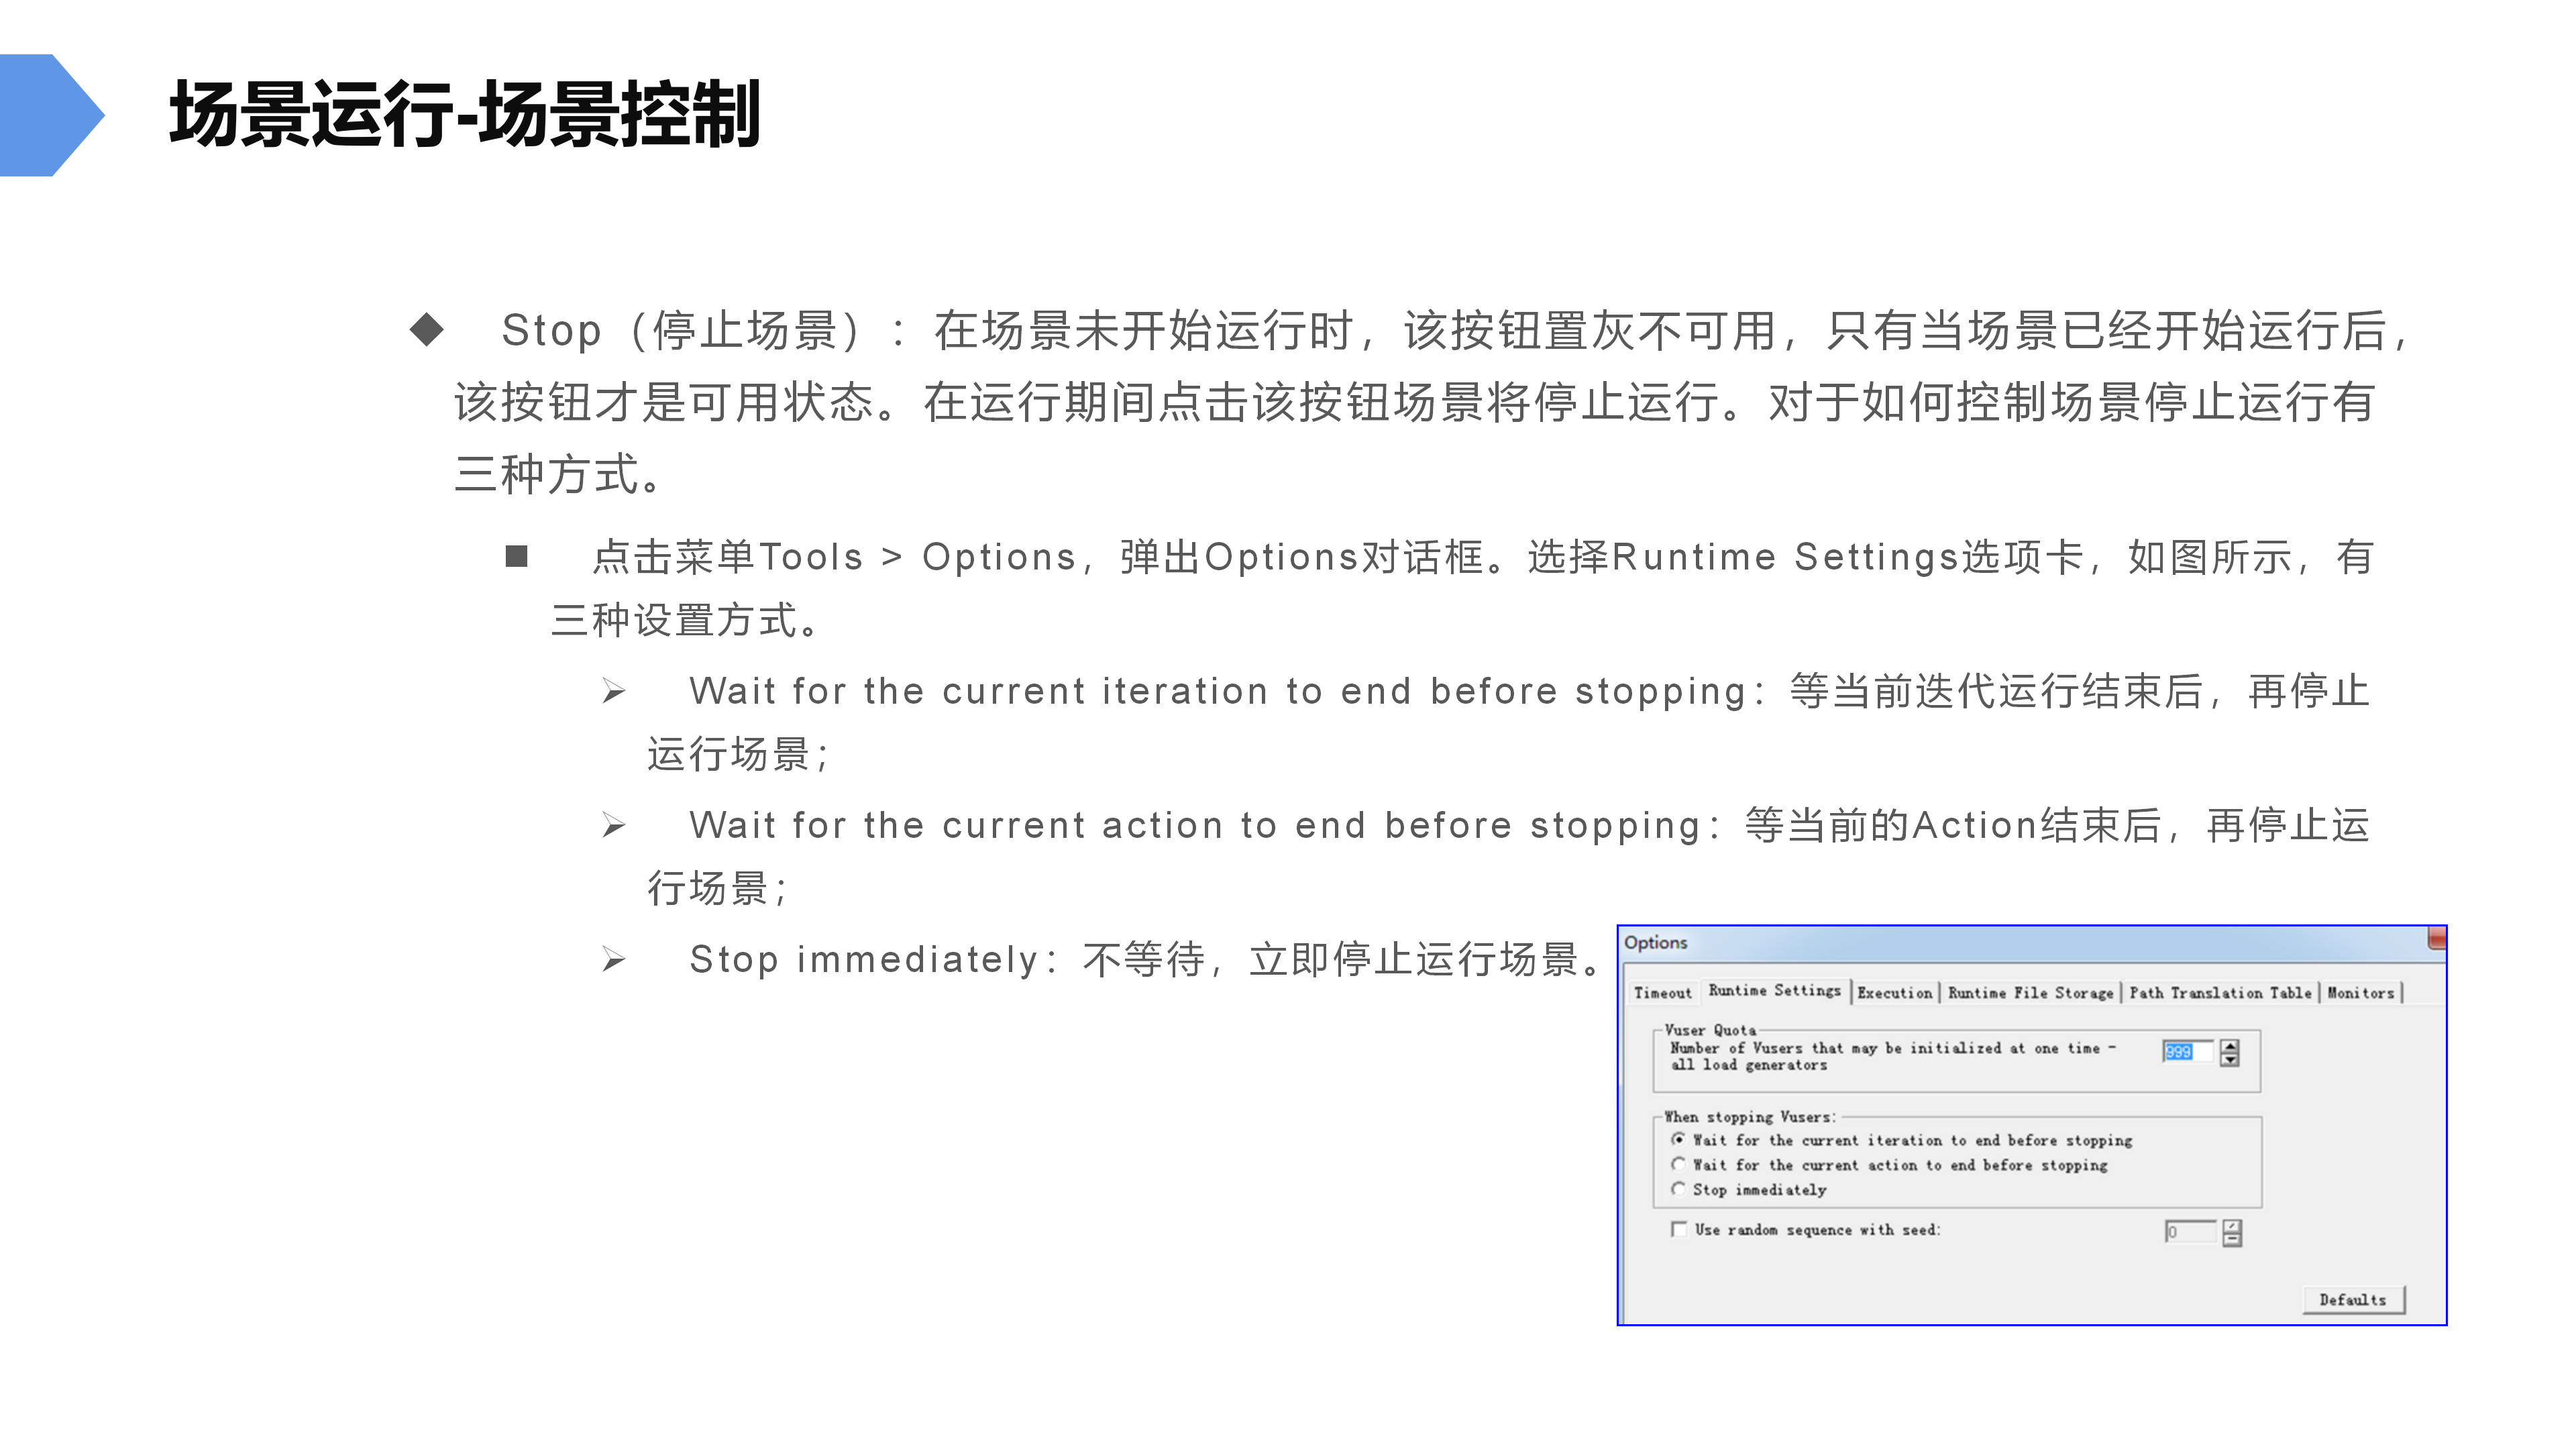 场景运行-场景控制
Stop（停止场景）：在场景未开始运行时，该按钮置灰不可用，只有当场景已经开始运行后，
该按钮才是可用状态。在运行期间点击该按钮场景将停止运行。对于如何控制场景停止运行有
三种方式。
点击菜单Tools > Options，弹出Options对话框。选择Runtime Settings选项卡，如图所示，有
三种设置方式。
Wait for the current iteration to end before stopping：等当前迭代运行结束后，再停止
运行场景；
Wait for the current action to end before stopping：等当前的Action结束后，再停止运
行场景；
Stop immediately：不等待，立即停止运行场景。
Options
Timeout Runtime Settings Execution Runtime File Storage Path Translation Table Monitors
Vuser Quota
Number of Vusers that may be initialized at one time - 999
all load generators
When stopping Vusers:
Wait for the current iteration to end before stopping
Wait for the current action to end before stopping
Stop immediately
Use random sequence with seed: 0
Defaults